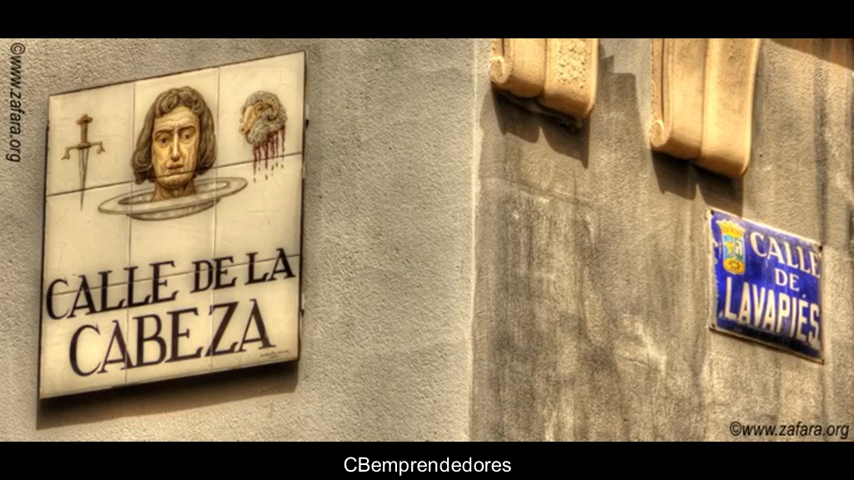 ©www.zafara.org
CALLE DE LA
CABEZA
CALLE
DE
LAVAPIÉS
©www.zafara.org
CBemprendedores